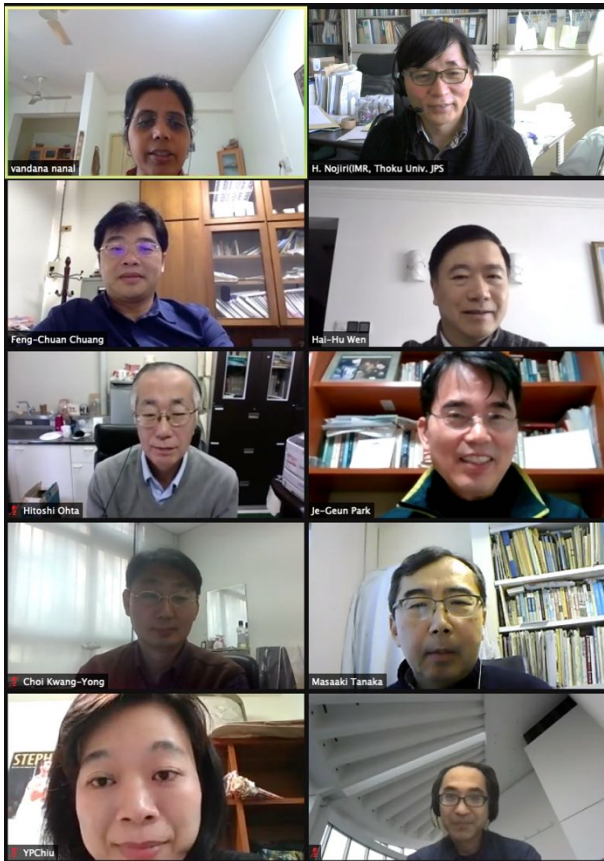 vandana nanal
H. Nojiri(IMR, Thoku Univ. JPS
Feng-Chuan Chuang
Hai-Hu Wen
Hitoshi Ohta
Je-Geun Park
Choi Kwang-Yong
Masaaki Tanaka
STEPH
YPChiu